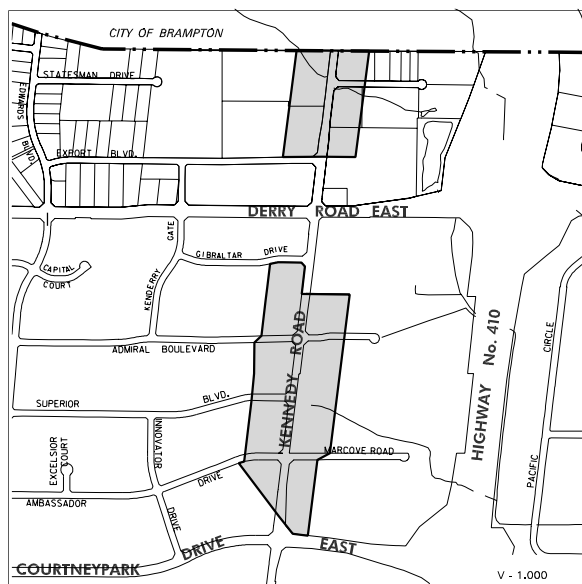 CITY OF BRAMPTON
STATESMAN DRIVE
EDWARDS BLVD.
EXPORT BLVD.
DERRY ROAD EAST
KENDERRY GATE
GIBRALTAR DRIVE
CAPITAL COURT
ADMIRAL BOULEVARD
KENNEDY ROAD
HIGHWAY No. 410
CIRCLE
PACIFIC
SUPERIOR BLVD.
INNOVATOR DRIVE
EXCELSIOR COURT
MARCOVE ROAD
AMBASSADOR DRIVE
COURTNEYPARK DRIVE EAST
V - 1.000